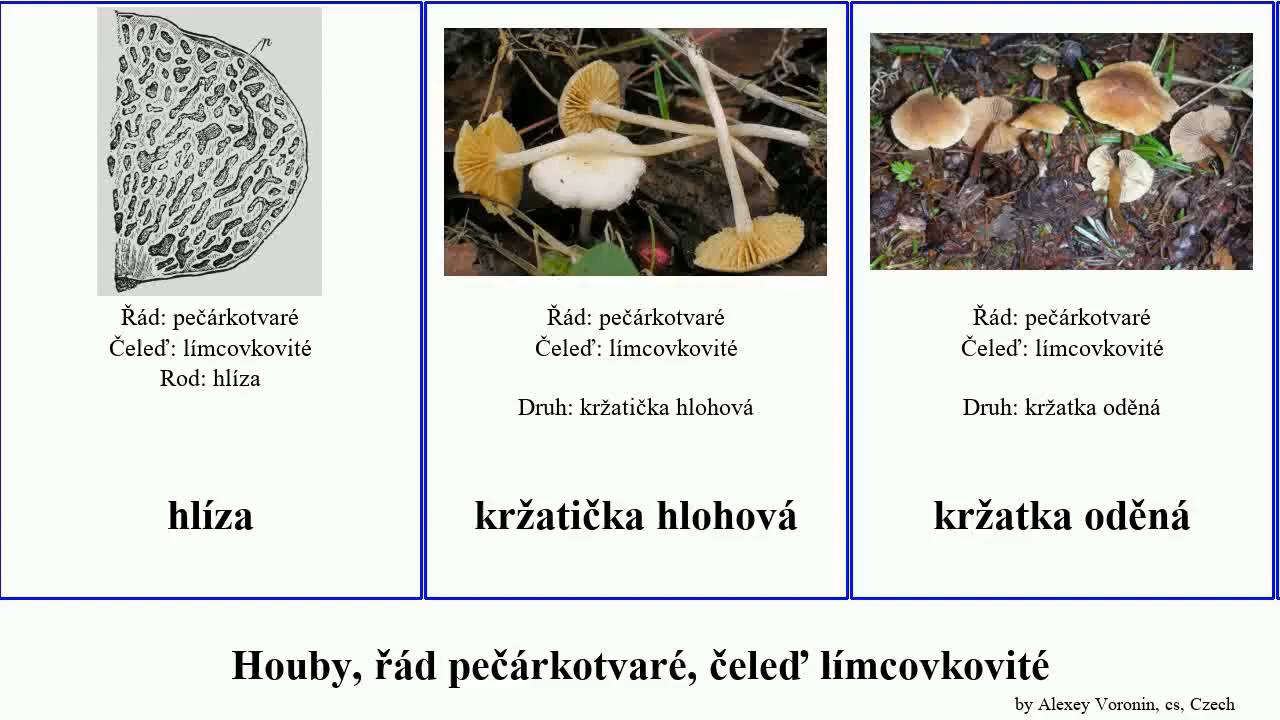 p
Řád: pečárkotvaré
Čeleď: límcovkovité
Rod: hlíza
hlíza
Řád: pečárkotvaré
Čeleď: límcovkovité
Druh: kržatička hlohová
kržatička hlohová
Řád: pečárkotvaré
Čeleď: límcovkovité
Druh: kržatka oděná
kržatka oděná
Houby, řád pečárkotvaré, čeleď límcovkovité
by Alexey Voronin, cs, Czech